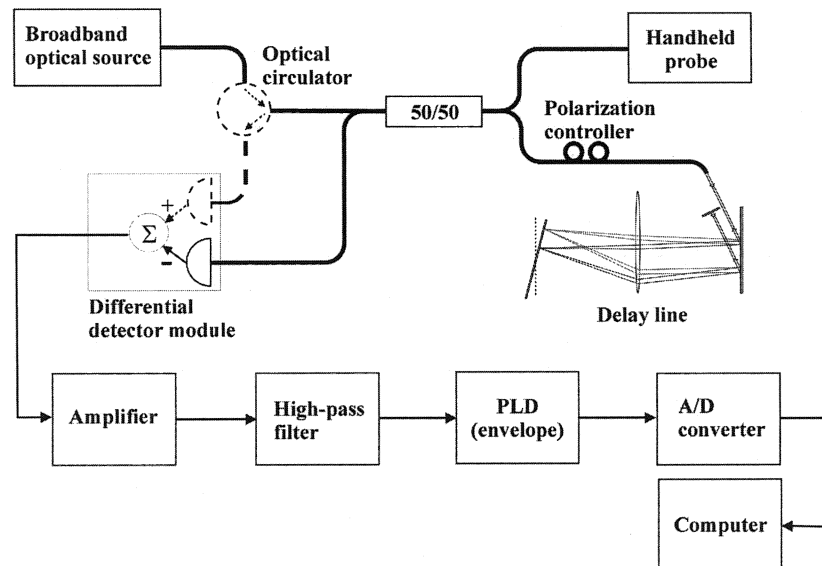 Broadband
optical source
Optical
circulator
50/50
Handheld
probe
Polarization
controller
+
Σ
-
Differential
detector module
Delay line
Amplifier
High-pass
filter
PLD
(envelope)
A/D
converter
Computer